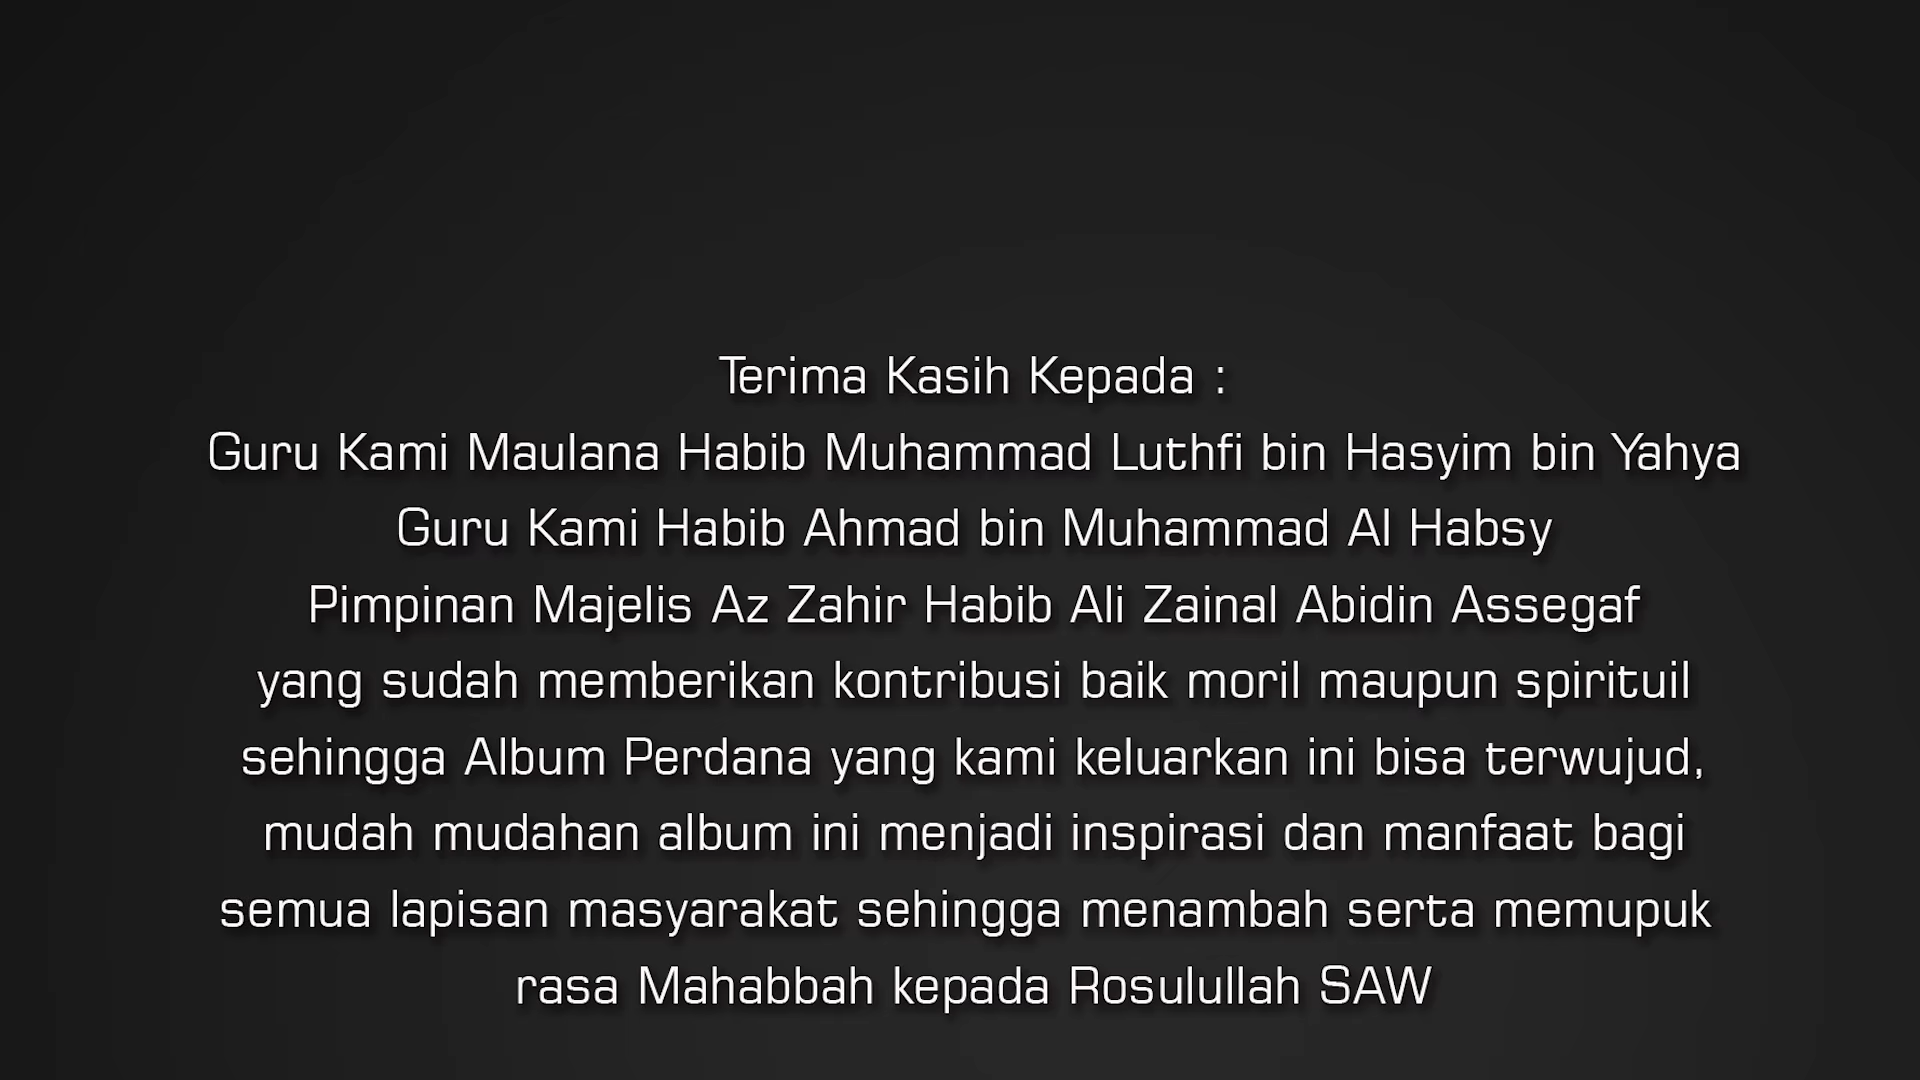 Terima Kasih Kepada :
Guru Kami Maulana Habib Muhammad Luthfi bin Hasyim bin Yahya
Guru Kami Habib Ahmad bin Muhammad Al Habsy
Pimpinan Majelis Az Zahir Habib Ali Zainal Abidin Assegaf
yang sudah memberikan kontribusi baik moril maupun spirituil
sehingga Album Perdana yang kami keluarkan ini bisa terwujud,
mudah mudahan album ini menjadi inspirasi dan manfaat bagi
semua lapisan masyarakat sehingga menambah serta memupuk
rasa Mahabbah kepada Rosulullah SAW